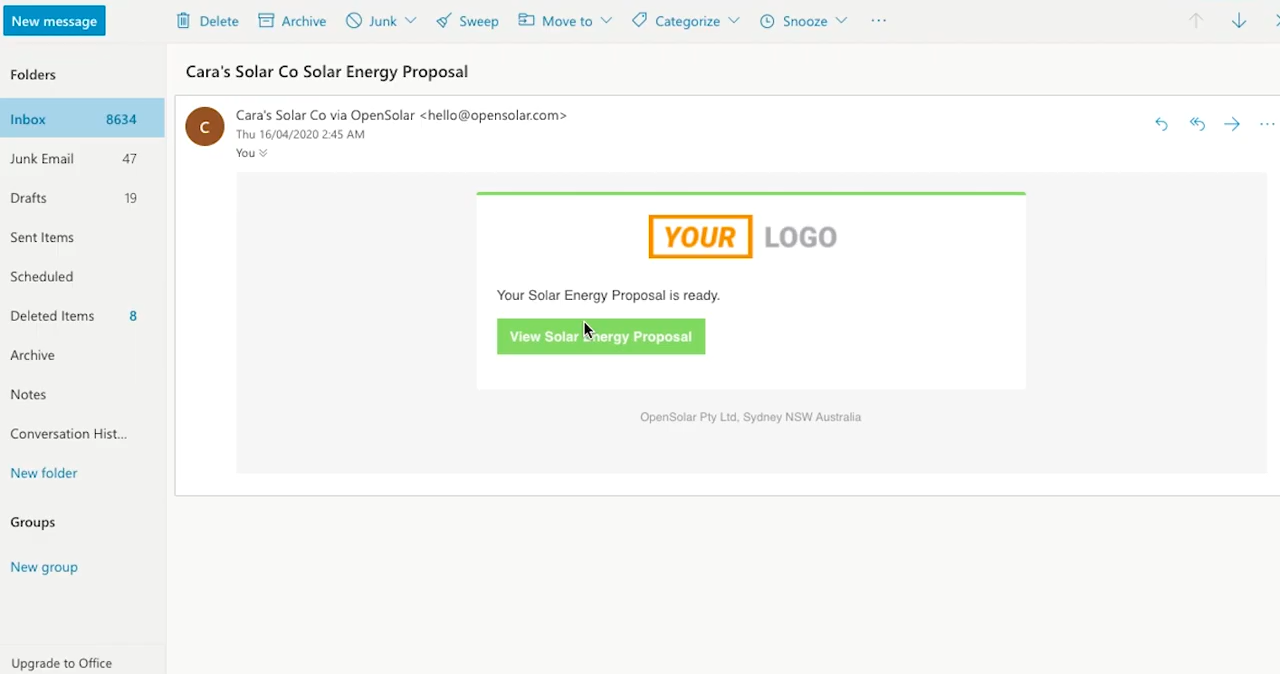 New message
Delete
Archive
Junk
Sweep
Move to
Categorize
Snooze
Folders
Inbox 8634
Junk Email 47
Drafts 19
Sent Items
Scheduled
Deleted Items 8
Archive
Notes
Conversation Hist...
New folder
Groups
New group
Upgrade to Office
Cara's Solar Co Solar Energy Proposal
C
Cara's Solar Co via OpenSolar <hello@opensolar.com>
Thu 16/04/2020 2:45 AM
You
YOUR LOGO
Your Solar Energy Proposal is ready.
View Solar Energy Proposal
OpenSolar Pty Ltd, Sydney NSW Australia